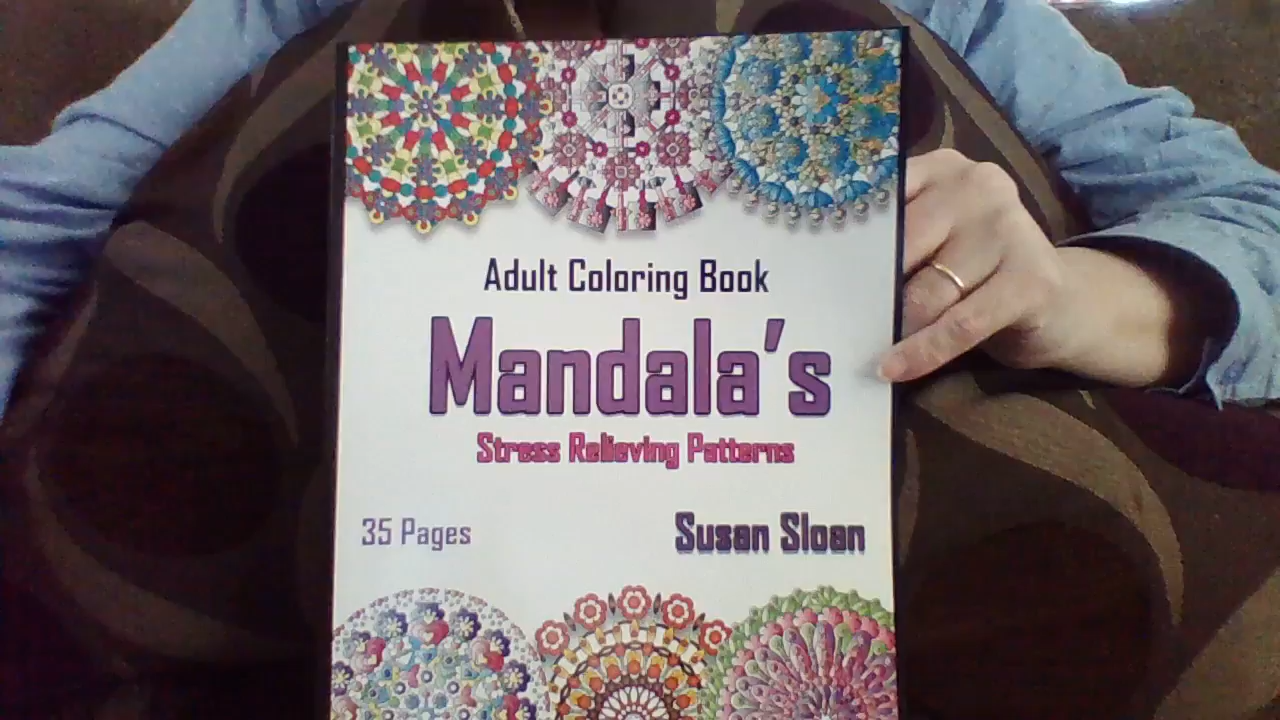 Adult Coloring Book
Mandala's
Stress Relieving Patterns
35 Pages
Susan Sloan